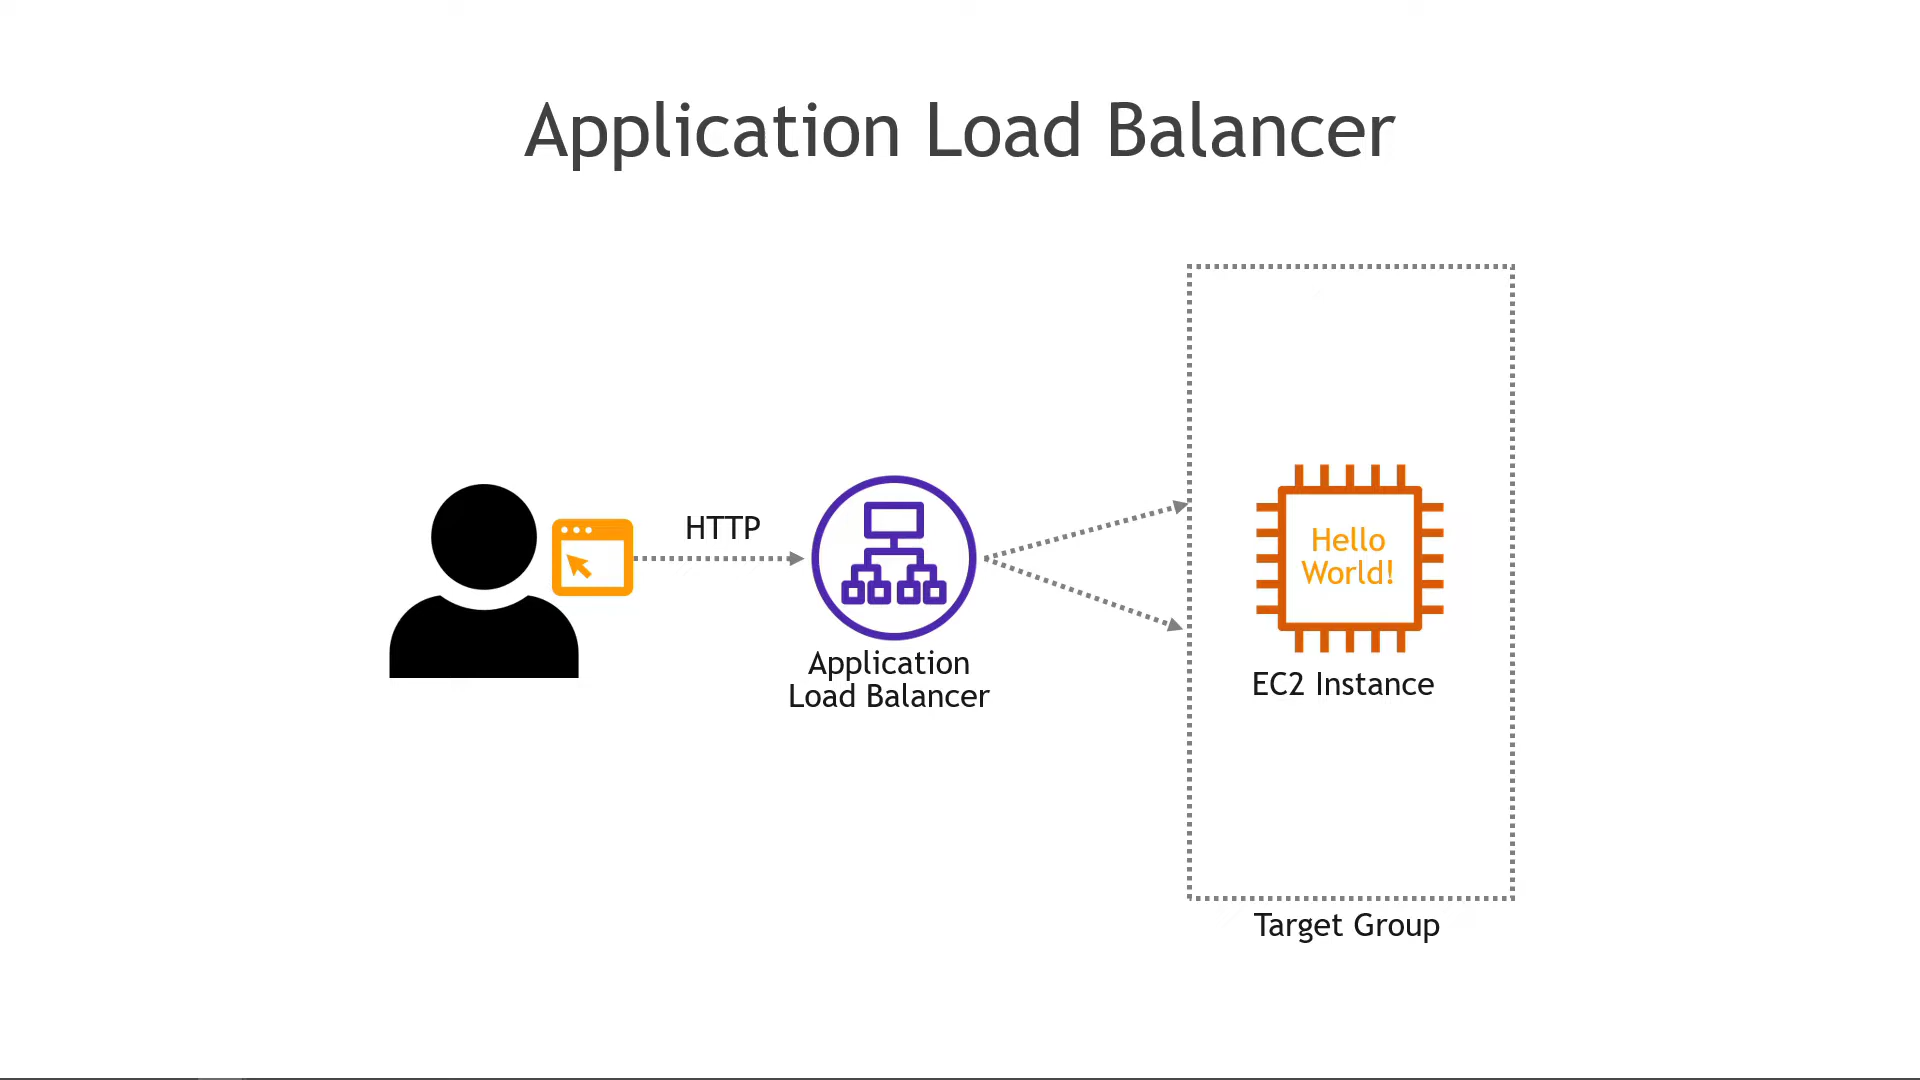 Application Load Balancer
HTTP
Application
Load Balancer
Hello
World!
EC2 Instance
Target Group